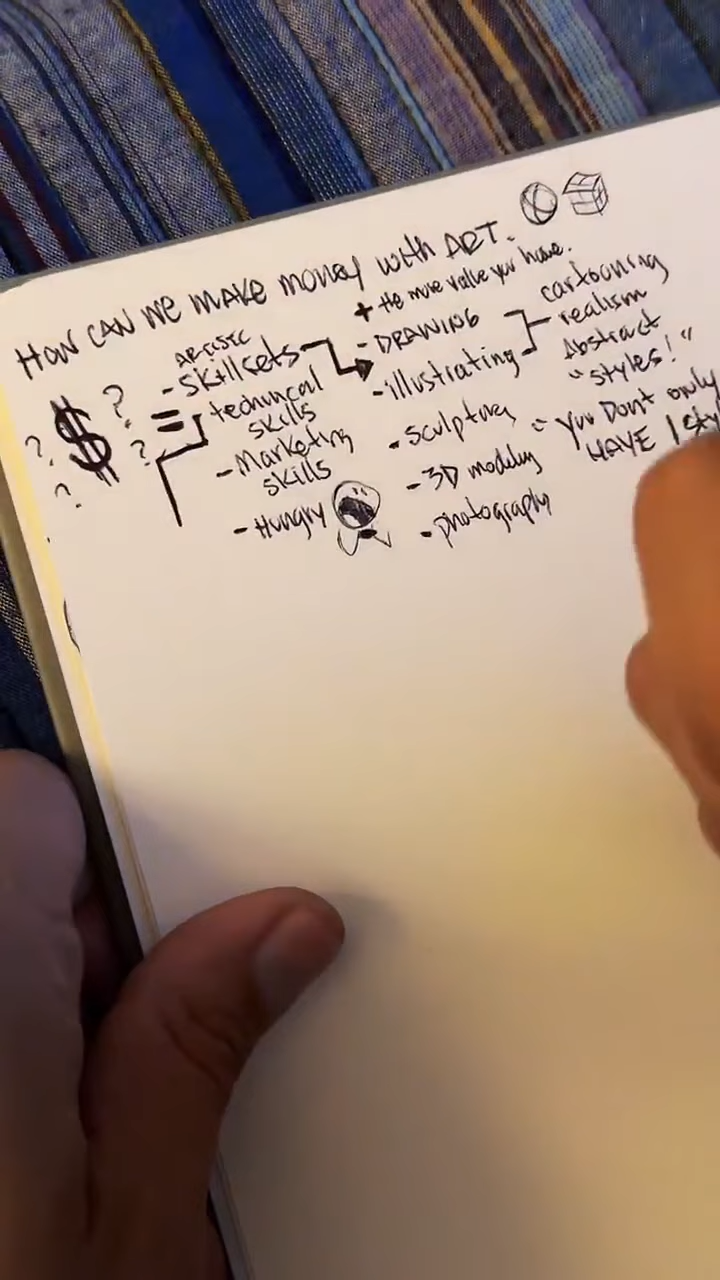 HOW CAN WE MAKE MONEY WITH ART.
+ the more value you have.
? $ ? ? ? =
ARTISTIC
- skillsets
technical
skills
- Marketing
skills
- Hungry
- DRAWING
- illustrating
- sculpting
- 3D modeling
- photography
cartooning
realism
Abstract
"styles!"
"You Dont only
HAVE 1